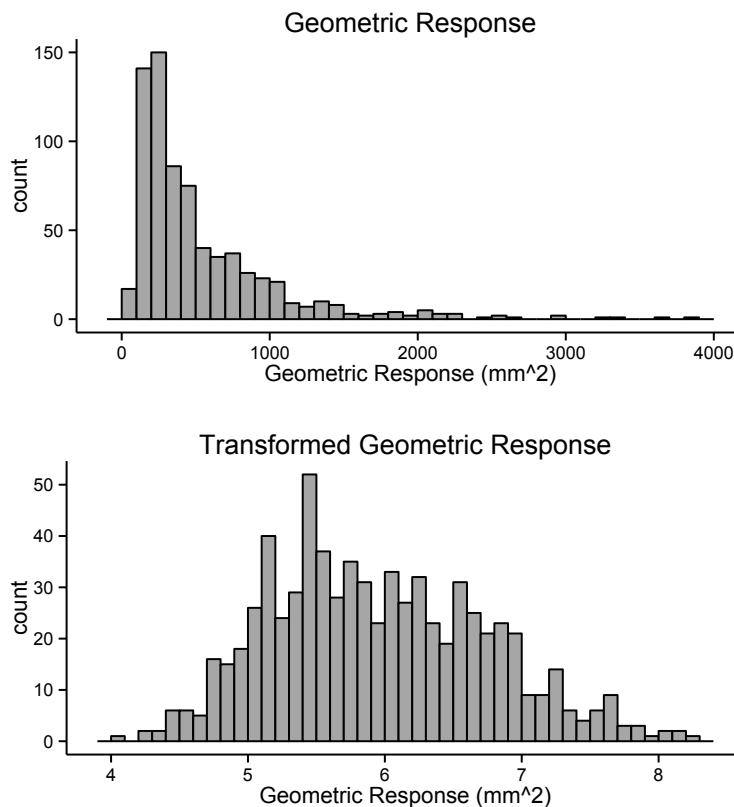 Geometric Response
150
100
50
0
count
0 1000 2000 3000 4000
Geometric Response (mm^2)
Transformed Geometric Response
50
40
30
20
10
0
count
4 5 6 7 8
Geometric Response (mm^2)